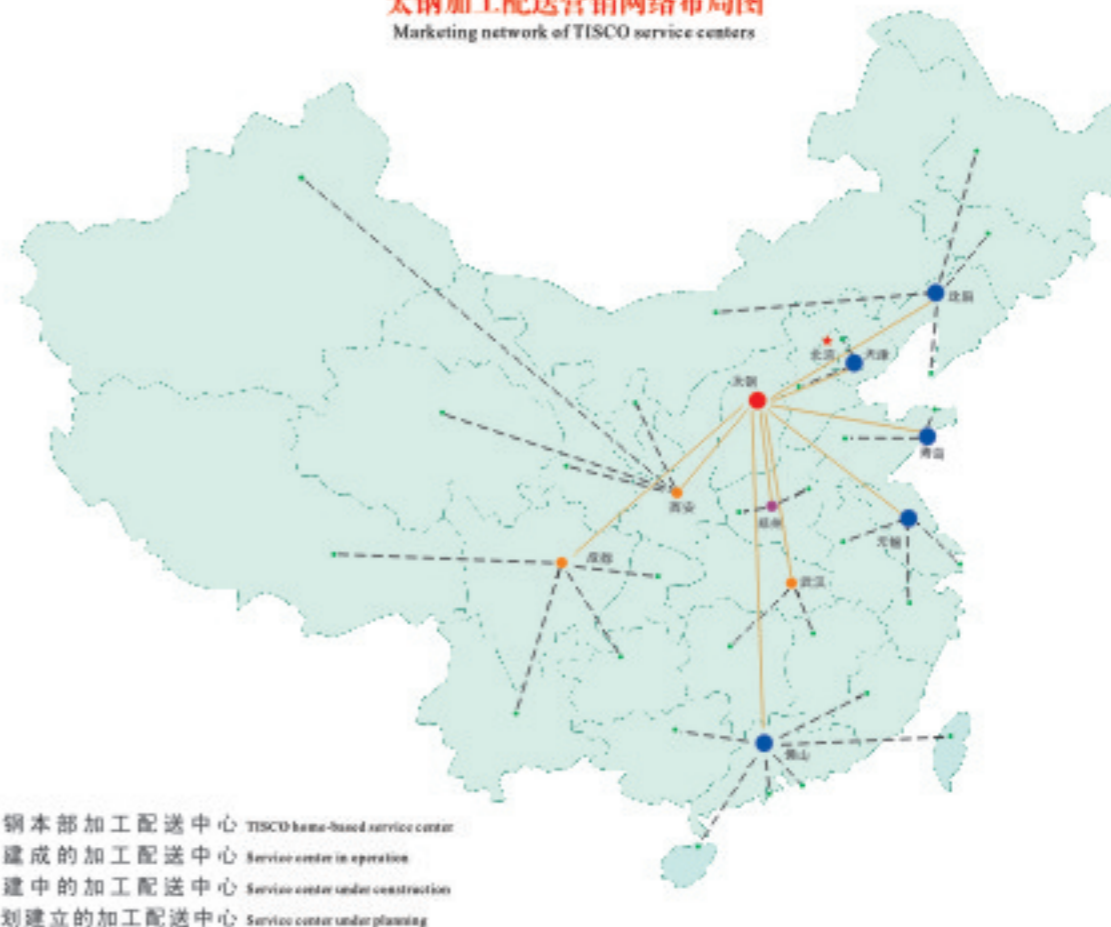 太钢加工配送营销网络布局图
Marketing network of TISCO service centers
沈阳
北京
天津
太钢
青岛
西安
郑州
无锡
成都
武汉
佛山
钢本部加工配送中心 TISCO home-based service center
建成的加工配送中心 Service center in operation
建中的加工配送中心 Service center under construction
划建立的加工配送中心 Service center under planning